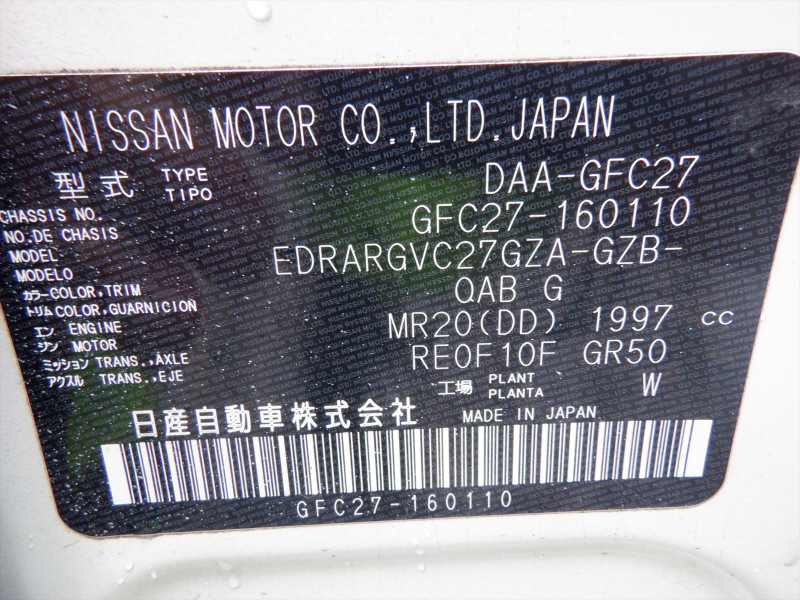 NISSAN MOTOR CO.,LTD.JAPAN
型式 TYPE TIPO DAA-GFC27
CHASSIS NO. NO.DE CHASIS GFC27-160110
MODEL MODELO EDRARGVC27GZA-GZB-
カラー COLOR,TRIM トリム COLOR,GUARNICION QAB G
エン ENGINE ジン MOTOR MR20(DD) 1997 CC
ミッション TRANS.,AXLE アクスル TRANS.,EJE RE0F10F GR50
工場 PLANT PLANTA W
日産自動車株式会社 MADE IN JAPAN
GFC27-160110